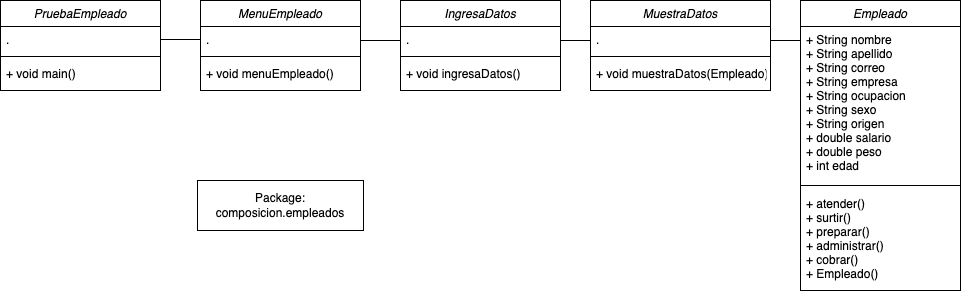 PruebaEmpleado
.
+ void main()
MenuEmpleado
.
+ void menuEmpleado()
IngresaDatos
.
+ void ingresaDatos()
MuestraDatos
.
+ void muestraDatos(Empleado)
Empleado
+ String nombre
+ String apellido
+ String correo
+ String empresa
+ String ocupacion
+ String sexo
+ String origen
+ double salario
+ double peso
+ int edad
+ atender()
+ surtir()
+ preparar()
+ administrar()
+ cobrar()
+ Empleado()
Package:
composicion.empleados